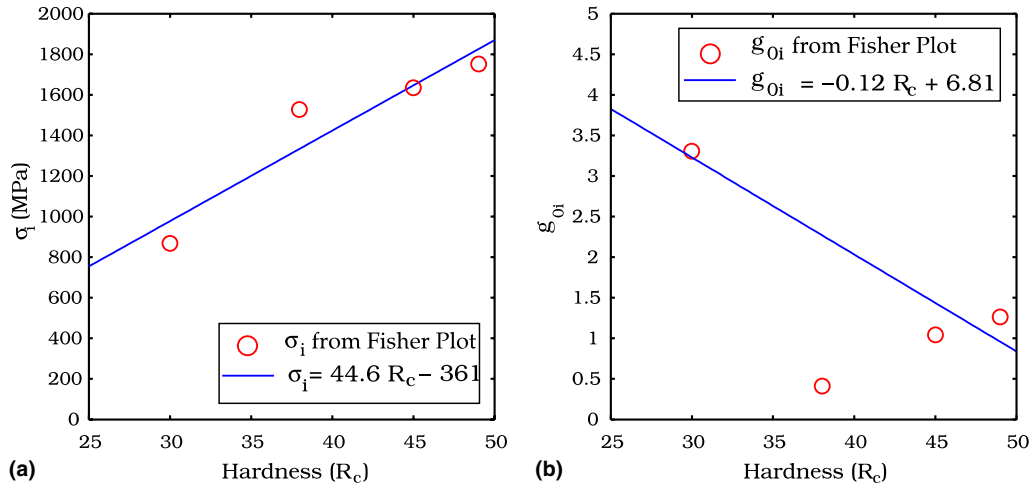 2000
1800
1600
1400
1200
1000
800
600
400
200
0
σi (MPa)
σi from Fisher Plot
σi = 44.6 Rc − 361
25 30 35 40 45 50
(a) Hardness (Rc)
5
4.5
4
3.5
3
2.5
2
1.5
1
0.5
0
g0i
g0i from Fisher Plot
g0i = −0.12 Rc + 6.81
25 30 35 40 45 50
(b) Hardness (Rc)